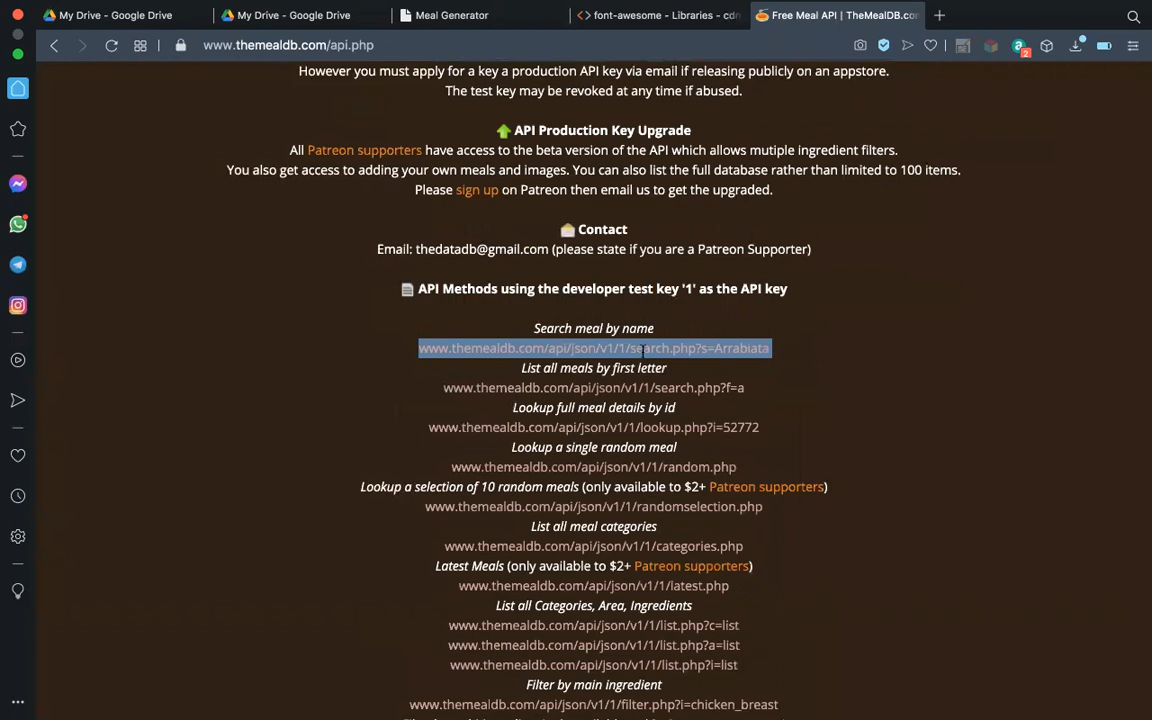 My Drive - Google Drive
My Drive - Google Drive
Meal Generator
font-awesome - Libraries - cdn
Free Meal API | TheMealDB.com
www.themealdb.com/api.php
2
However you must apply for a key a production API key via email if releasing publicly on an appstore.
The test key may be revoked at any time if abused.
API Production Key Upgrade
All Patreon supporters have access to the beta version of the API which allows mutiple ingredient filters.
You also get access to adding your own meals and images. You can also list the full database rather than limited to 100 items.
Please sign up on Patreon then email us to get the upgraded.
Contact
Email: thedatadb@gmail.com (please state if you are a Patreon Supporter)
API Methods using the developer test key '1' as the API key
Search meal by name
www.themealdb.com/api/json/v1/1/search.php?s=Arrabiata
List all meals by first letter
www.themealdb.com/api/json/v1/1/search.php?f=a
Lookup full meal details by id
www.themealdb.com/api/json/v1/1/lookup.php?i=52772
Lookup a single random meal
www.themealdb.com/api/json/v1/1/random.php
Lookup a selection of 10 random meals (only available to $2+ Patreon supporters)
www.themealdb.com/api/json/v1/1/randomselection.php
List all meal categories
www.themealdb.com/api/json/v1/1/categories.php
Latest Meals (only available to $2+ Patreon supporters)
www.themealdb.com/api/json/v1/1/latest.php
List all Categories, Area, Ingredients
www.themealdb.com/api/json/v1/1/list.php?c=list
www.themealdb.com/api/json/v1/1/list.php?a=list
www.themealdb.com/api/json/v1/1/list.php?i=list
Filter by main ingredient
www.themealdb.com/api/json/v1/1/filter.php?i=chicken_breast